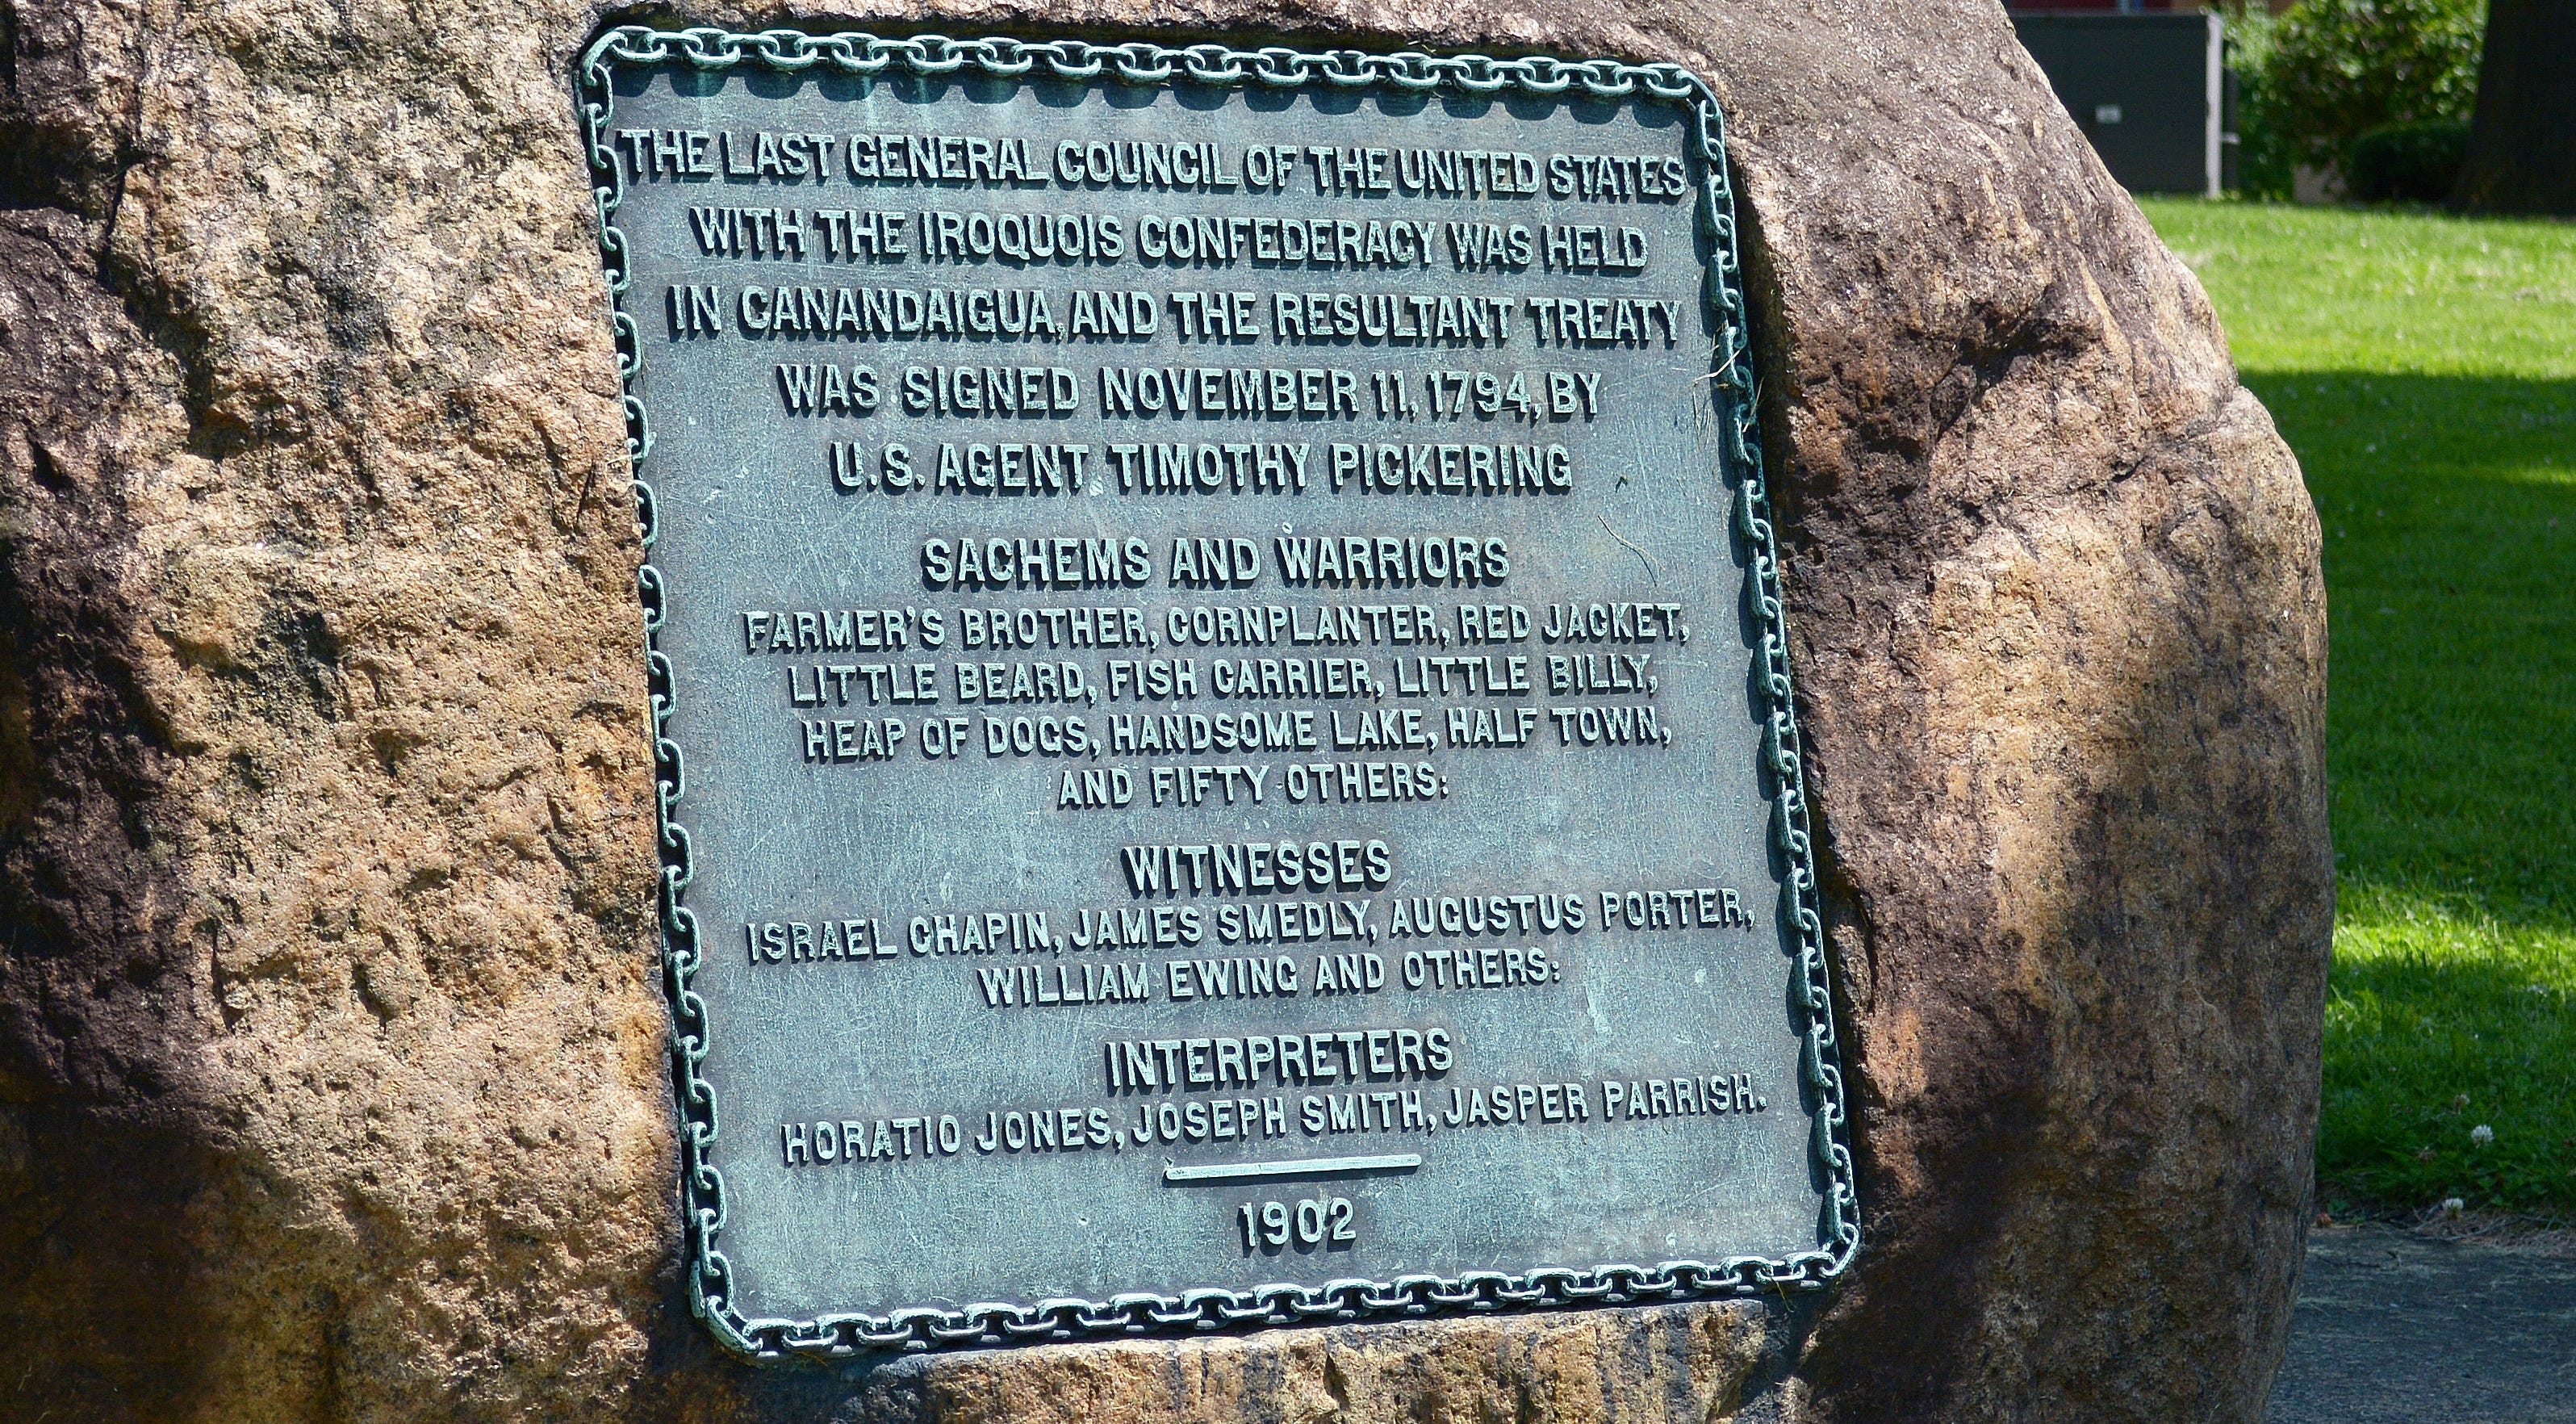 THE LAST GENERAL COUNCIL OF THE UNITED STATES
WITH THE IROQUOIS CONFEDERACY WAS HELD
IN CANANDAIGUA, AND THE RESULTANT TREATY
WAS SIGNED NOVEMBER 11, 1794, BY
U.S. AGENT TIMOTHY PICKERING
SACHEMS AND WARRIORS
FARMER'S BROTHER, CORNPLANTER, RED JACKET,
LITTLE BEARD, FISH CARRIER, LITTLE BILLY,
HEAP OF DOGS, HANDSOME LAKE, HALF TOWN,
AND FIFTY OTHERS:
WITNESSES
ISRAEL CHAPIN, JAMES SMEDLY, AUGUSTUS PORTER,
WILLIAM EWING AND OTHERS:
INTERPRETERS
HORATIO JONES, JOSEPH SMITH, JASPER PARRISH.
1902